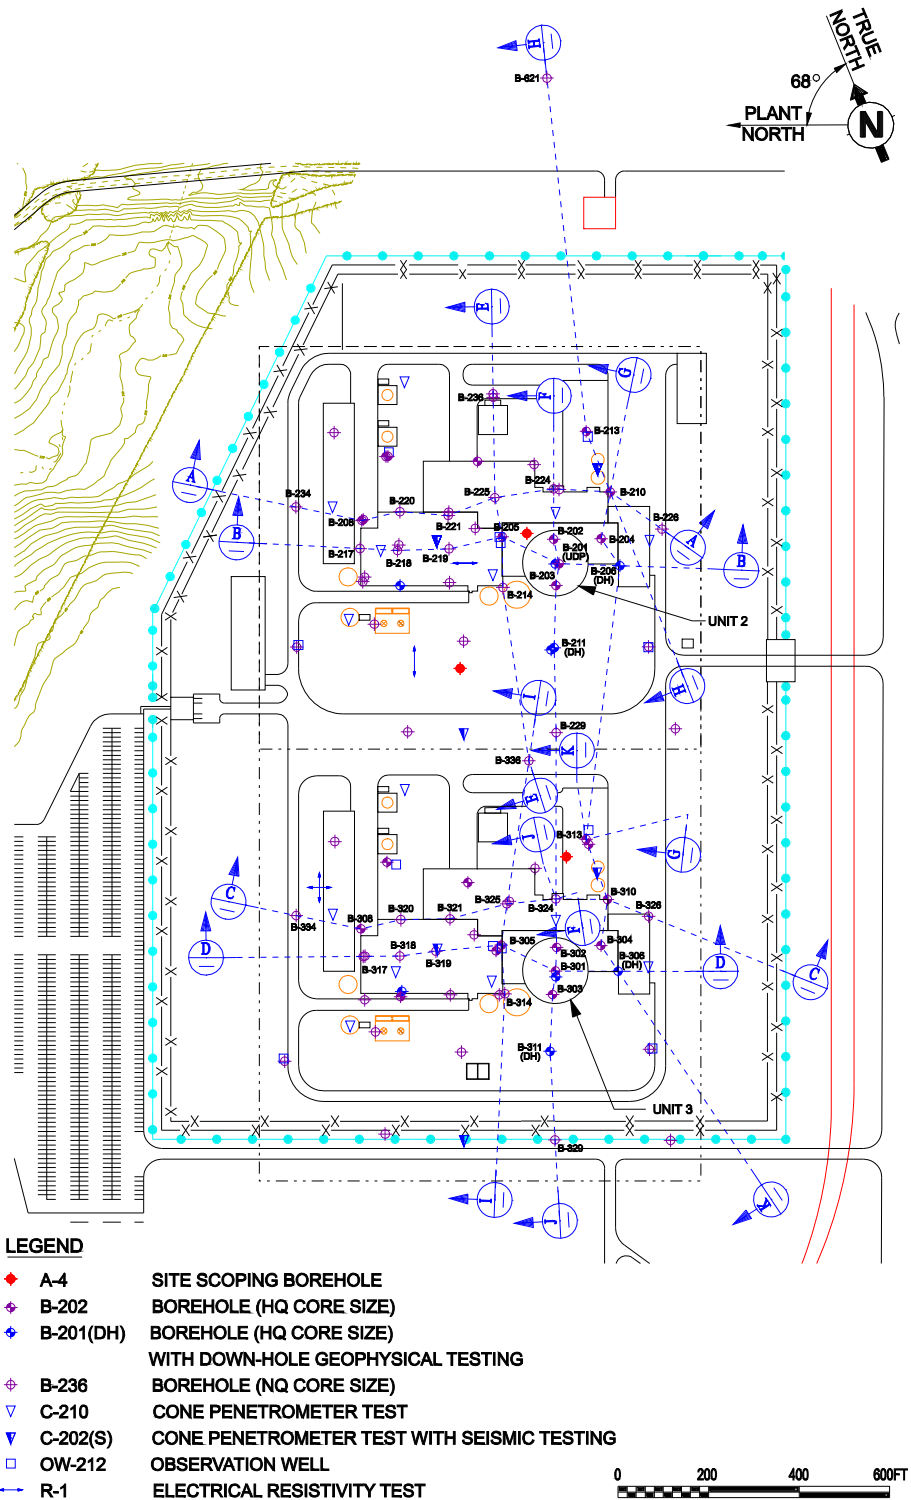 TRUE
NORTH
68°
PLANT
NORTH
N
H
B-621
E
G
F
B-236
B-213
A
B-234
B-220
B-225
B-224
B-210
B-208
B-221
B-205
B-202
B-204
B-226
A
B
B-217
B-218
B-219
B-201
(UDP)
B-206
(DH)
B
B-203
B-214
UNIT 2
B-211
(DH)
H
I
B-229
K
B-336
E
J
B-313
G
C
B-334
B-308
B-320
B-321
B-325
B-324
B-310
B-326
F
D
B-317
B-318
B-319
B-305
B-302
B-304
B-301
B-306
(DH)
D
C
B-303
B-314
B-311
(DH)
UNIT 3
B-329
I
J
K
LEGEND
A-4 SITE SCOPING BOREHOLE
B-202 BOREHOLE (HQ CORE SIZE)
B-201(DH) BOREHOLE (HQ CORE SIZE)
WITH DOWN-HOLE GEOPHYSICAL TESTING
B-236 BOREHOLE (NQ CORE SIZE)
C-210 CONE PENETROMETER TEST
C-202(S) CONE PENETROMETER TEST WITH SEISMIC TESTING
OW-212 OBSERVATION WELL
R-1 ELECTRICAL RESISTIVITY TEST
0 200 400 600FT